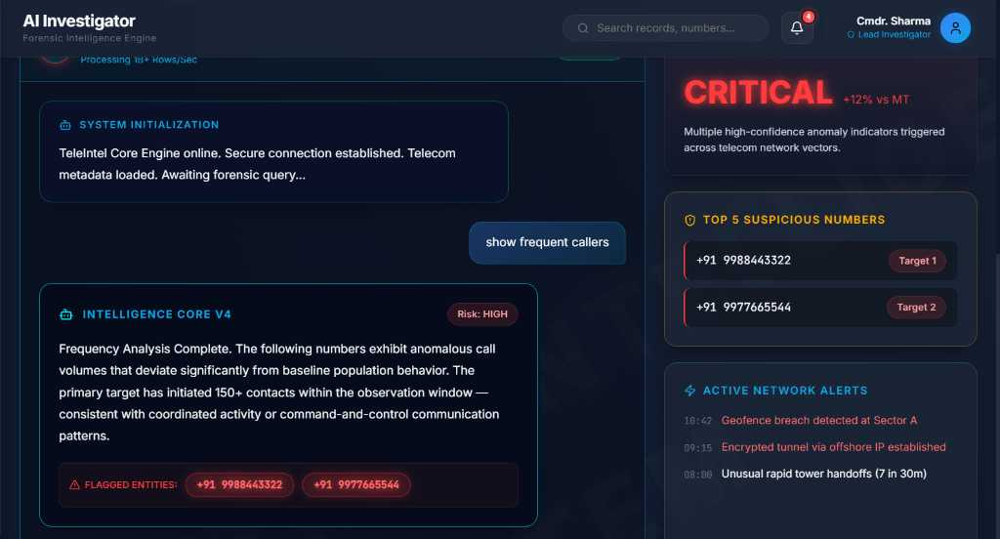 AI Investigator
Forensic Intelligence Engine
Search records, numbers...
4
Cmdr. Sharma
Lead Investigator
Processing 1B+ Rows/Sec
SYSTEM INITIALIZATION
TeleIntel Core Engine online. Secure connection established. Telecom
metadata loaded. Awaiting forensic query...
show frequent callers
INTELLIGENCE CORE V4
Risk: HIGH
Frequency Analysis Complete. The following numbers exhibit anomalous call
volumes that deviate significantly from baseline population behavior. The
primary target has initiated 150+ contacts within the observation window —
consistent with coordinated activity or command-and-control communication
patterns.
FLAGGED ENTITIES:
+91 9988443322
+91 9977665544
CRITICAL
+12% vs MT
Multiple high-confidence anomaly indicators triggered
across telecom network vectors.
TOP 5 SUSPICIOUS NUMBERS
+91 9988443322
Target 1
+91 9977665544
Target 2
ACTIVE NETWORK ALERTS
10:42 Geofence breach detected at Sector A
09:15 Encrypted tunnel via offshore IP established
08:00 Unusual rapid tower handoffs (7 in 30m)